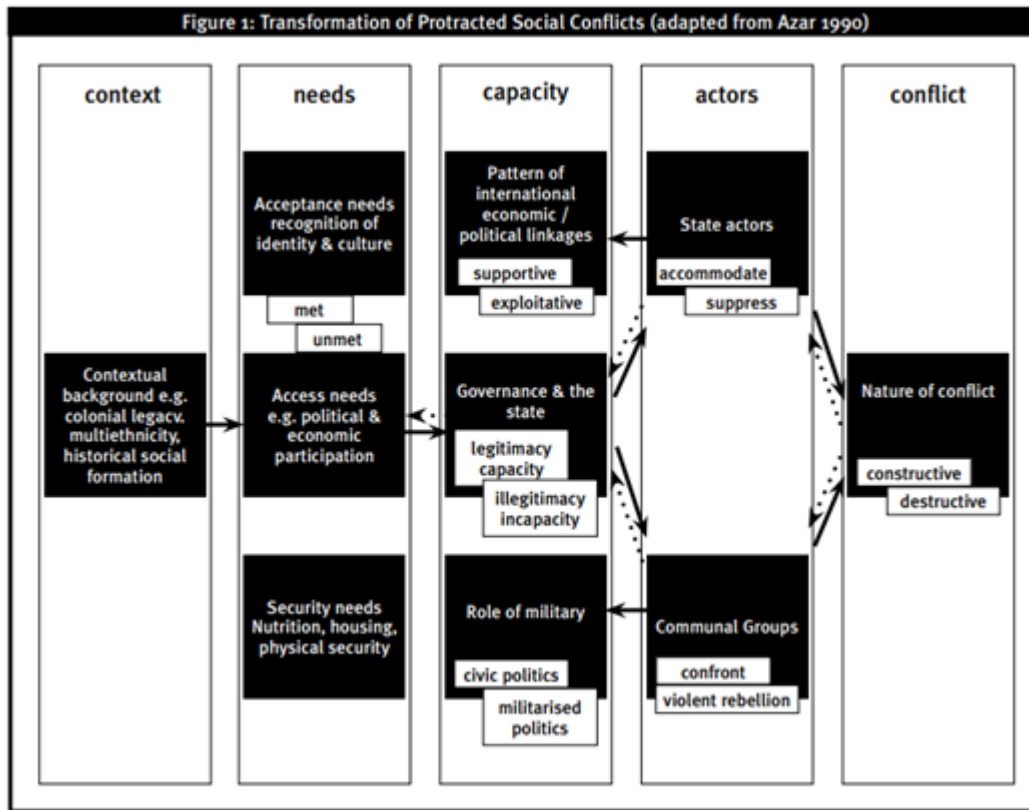 Figure 1: Transformation of Protracted Social Conflicts (adapted from Azar 1990)
context
needs
capacity
actors
conflict
Contextual
background e.g.
colonial legacv.
multiethnicity,
historical social
formation
Acceptance needs
recognition of
identity & culture
met
unmet
Access needs
e.g. political &
economic
participation
Security needs
Nutrition, housing,
physical security
Pattern of
international
economic /
political linkages
supportive
exploitative
Governance & the
state
legitimacy
capacity
illegitimacy
incapacity
Role of military
civic politics
militarised
politics
State actors
accommodate
suppress
Communal Groups
confront
violent rebellion
Nature of conflict
constructive
destructive